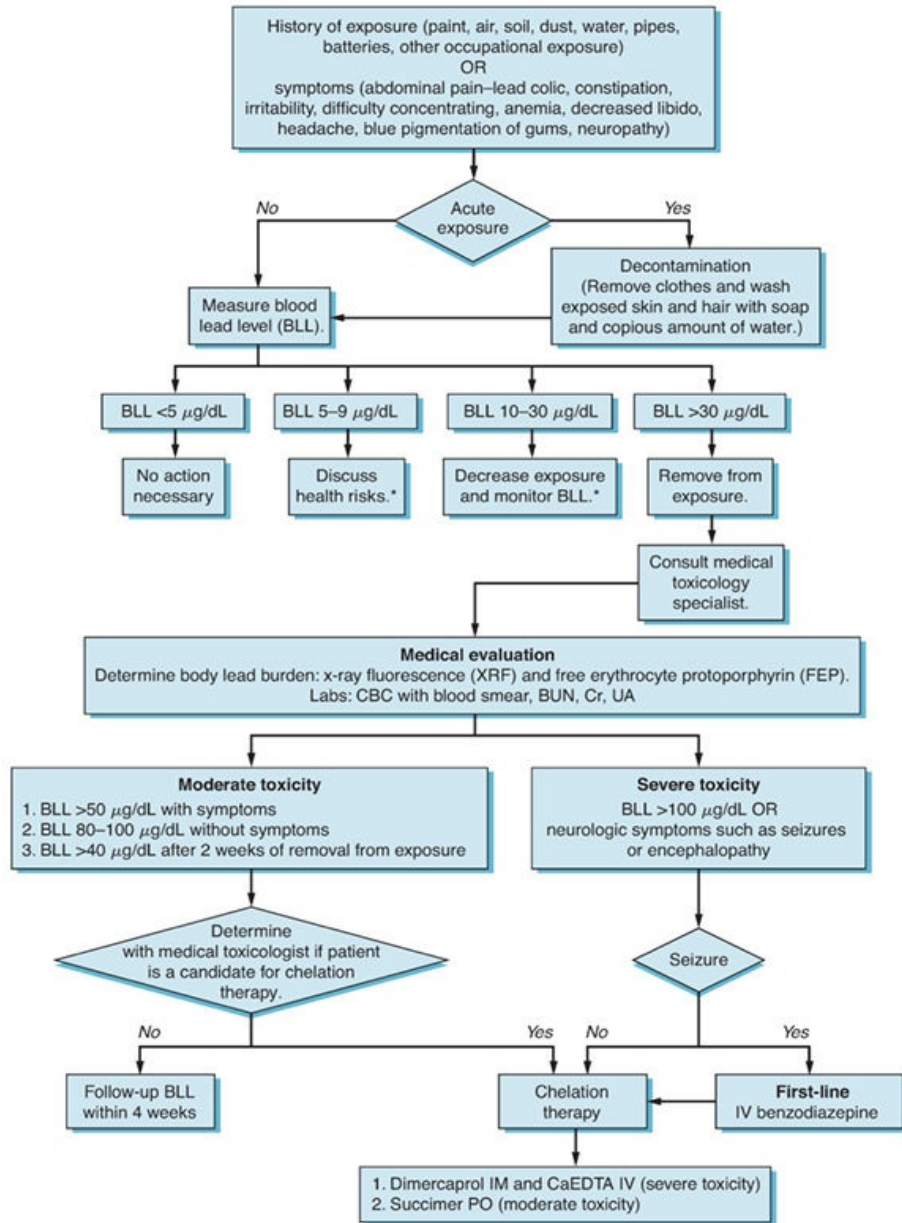 History of exposure (paint, air, soil, dust, water, pipes,
batteries, other occupational exposure)
OR
symptoms (abdominal pain–lead colic, constipation,
irritability, difficulty concentrating, anemia, decreased libido,
headache, blue pigmentation of gums, neuropathy)
No
Acute
exposure
Yes
Measure blood
lead level (BLL).
Decontamination
(Remove clothes and wash
exposed skin and hair with soap
and copious amount of water.)
BLL <5 μg/dL
BLL 5–9 μg/dL
BLL 10–30 μg/dL
BLL >30 μg/dL
No action
necessary
Discuss
health risks.*
Decrease exposure
and monitor BLL.*
Remove from
exposure.
Consult medical
toxicology
specialist.
Medical evaluation
Determine body lead burden: x-ray fluorescence (XRF) and free erythrocyte protoporphyrin (FEP).
Labs: CBC with blood smear, BUN, Cr, UA
Moderate toxicity
1. BLL >50 μg/dL with symptoms
2. BLL 80–100 μg/dL without symptoms
3. BLL >40 μg/dL after 2 weeks of removal from exposure
Severe toxicity
BLL >100 μg/dL OR
neurologic symptoms such as seizures
or encephalopathy
Determine
with medical toxicologist if patient
is a candidate for chelation
therapy.
Seizure
No
Yes
No
Yes
Follow-up BLL
within 4 weeks
Chelation
therapy
First-line
IV benzodiazepine
1. Dimercaprol IM and CaEDTA IV (severe toxicity)
2. Succimer PO (moderate toxicity)